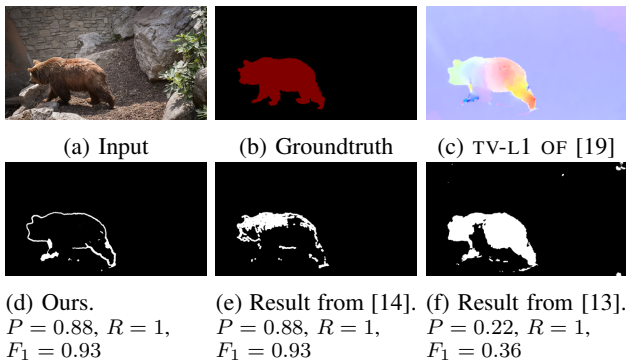 (a) Input
(b) Groundtruth
(c) TV-L1 OF [19]
(d) Ours.
P = 0.88, R = 1,
F₁ = 0.93
(e) Result from [14].
P = 0.88, R = 1,
F₁ = 0.93
(f) Result from [13].
P = 0.22, R = 1,
F₁ = 0.36